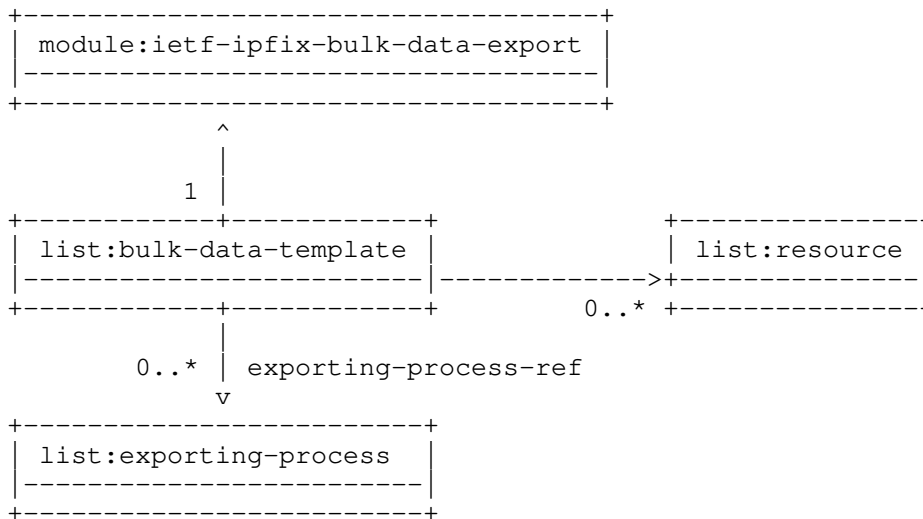 module:ietf-ipfix-bulk-data-export
1
list:bulk-data-template list:resource
0..*
0..* exporting-process-ref
list:exporting-process